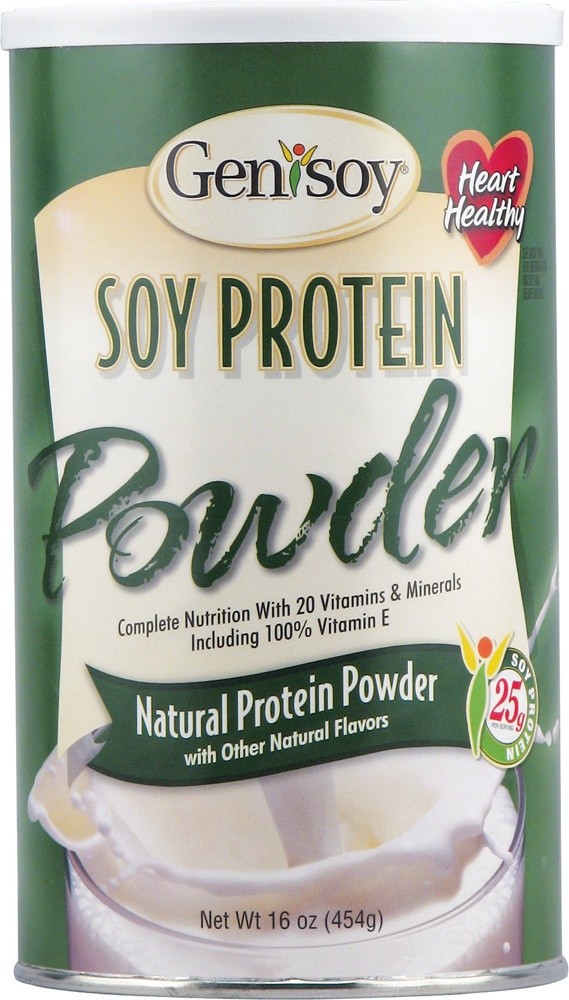 Genisoy®
Heart
Healthy
SOY PROTEIN
Powder
Complete Nutrition With 20 Vitamins & Minerals
Including 100% Vitamin E
Natural Protein Powder
with Other Natural Flavors
SOY PROTEIN
25g
PER SERVING
Net Wt 16 oz (454g)